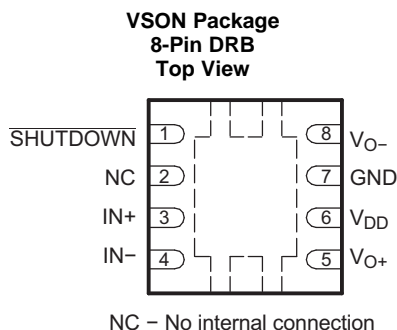 VSON Package
8-Pin DRB
Top View
SHUTDOWN 1 8 VO−
NC 2 7 GND
IN+ 3 6 VDD
IN− 4 5 VO+
NC − No internal connection